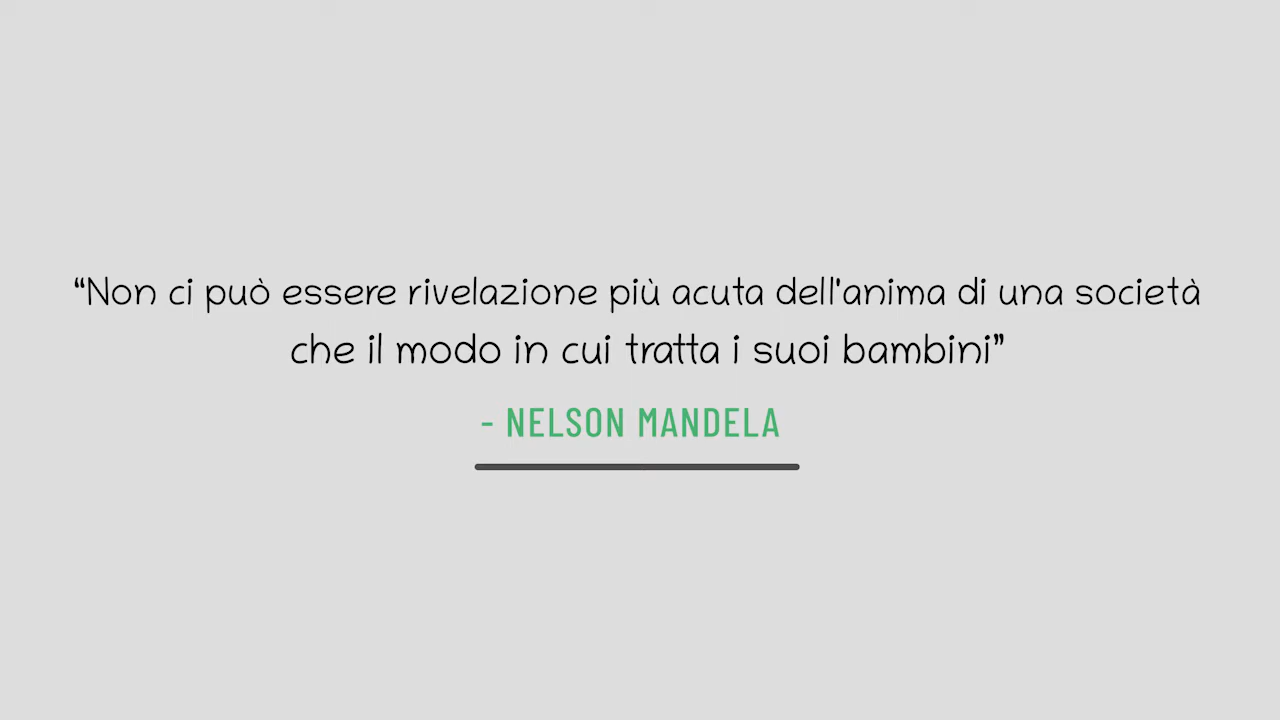 “Non ci può essere rivelazione più acuta dell'anima di una società
che il modo in cui tratta i suoi bambini”
- NELSON MANDELA